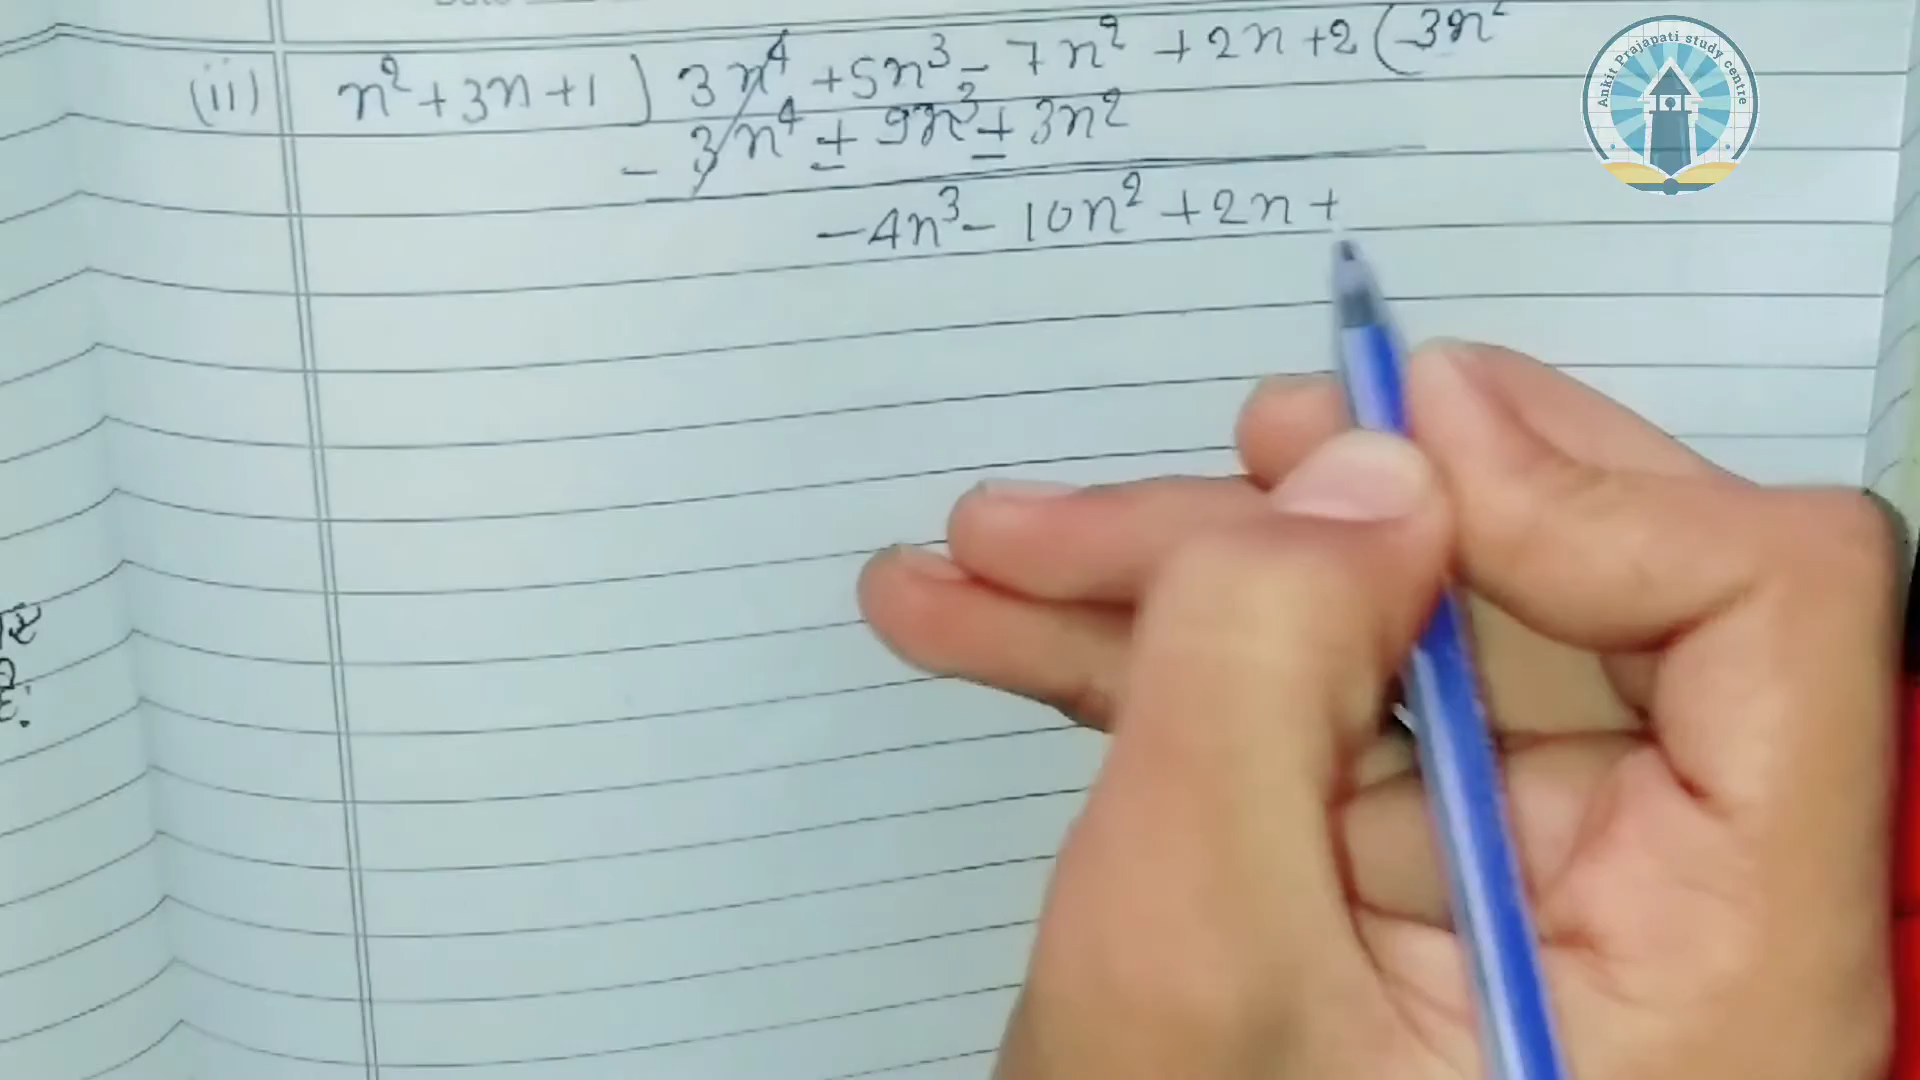 (ii) x² + 3x + 1 ) 3x⁴ + 5x³ - 7x² + 2x + 2 ( 3x²
- 3x⁴ ± 9x³ ± 3x²
- 4x³ - 10x² + 2x +
Ankit Prajapati study centre